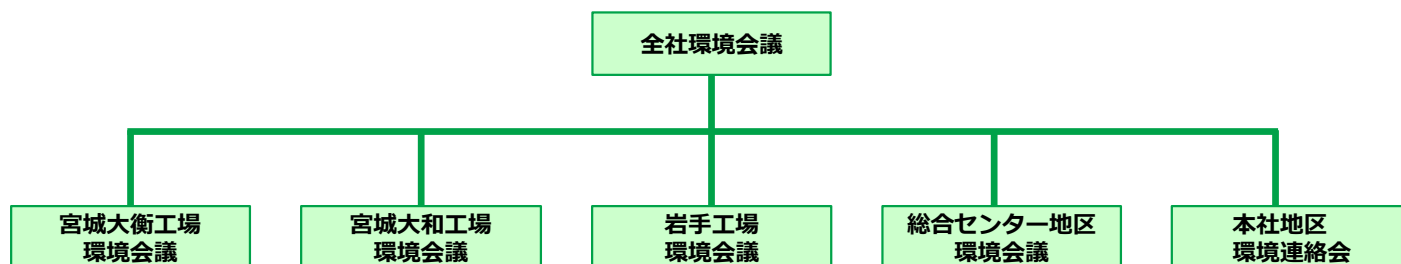 全社環境会議
宮城大衡工場
環境会議
宮城大和工場
環境会議
岩手工場
環境会議
総合センター地区
環境会議
本社地区
環境連絡会